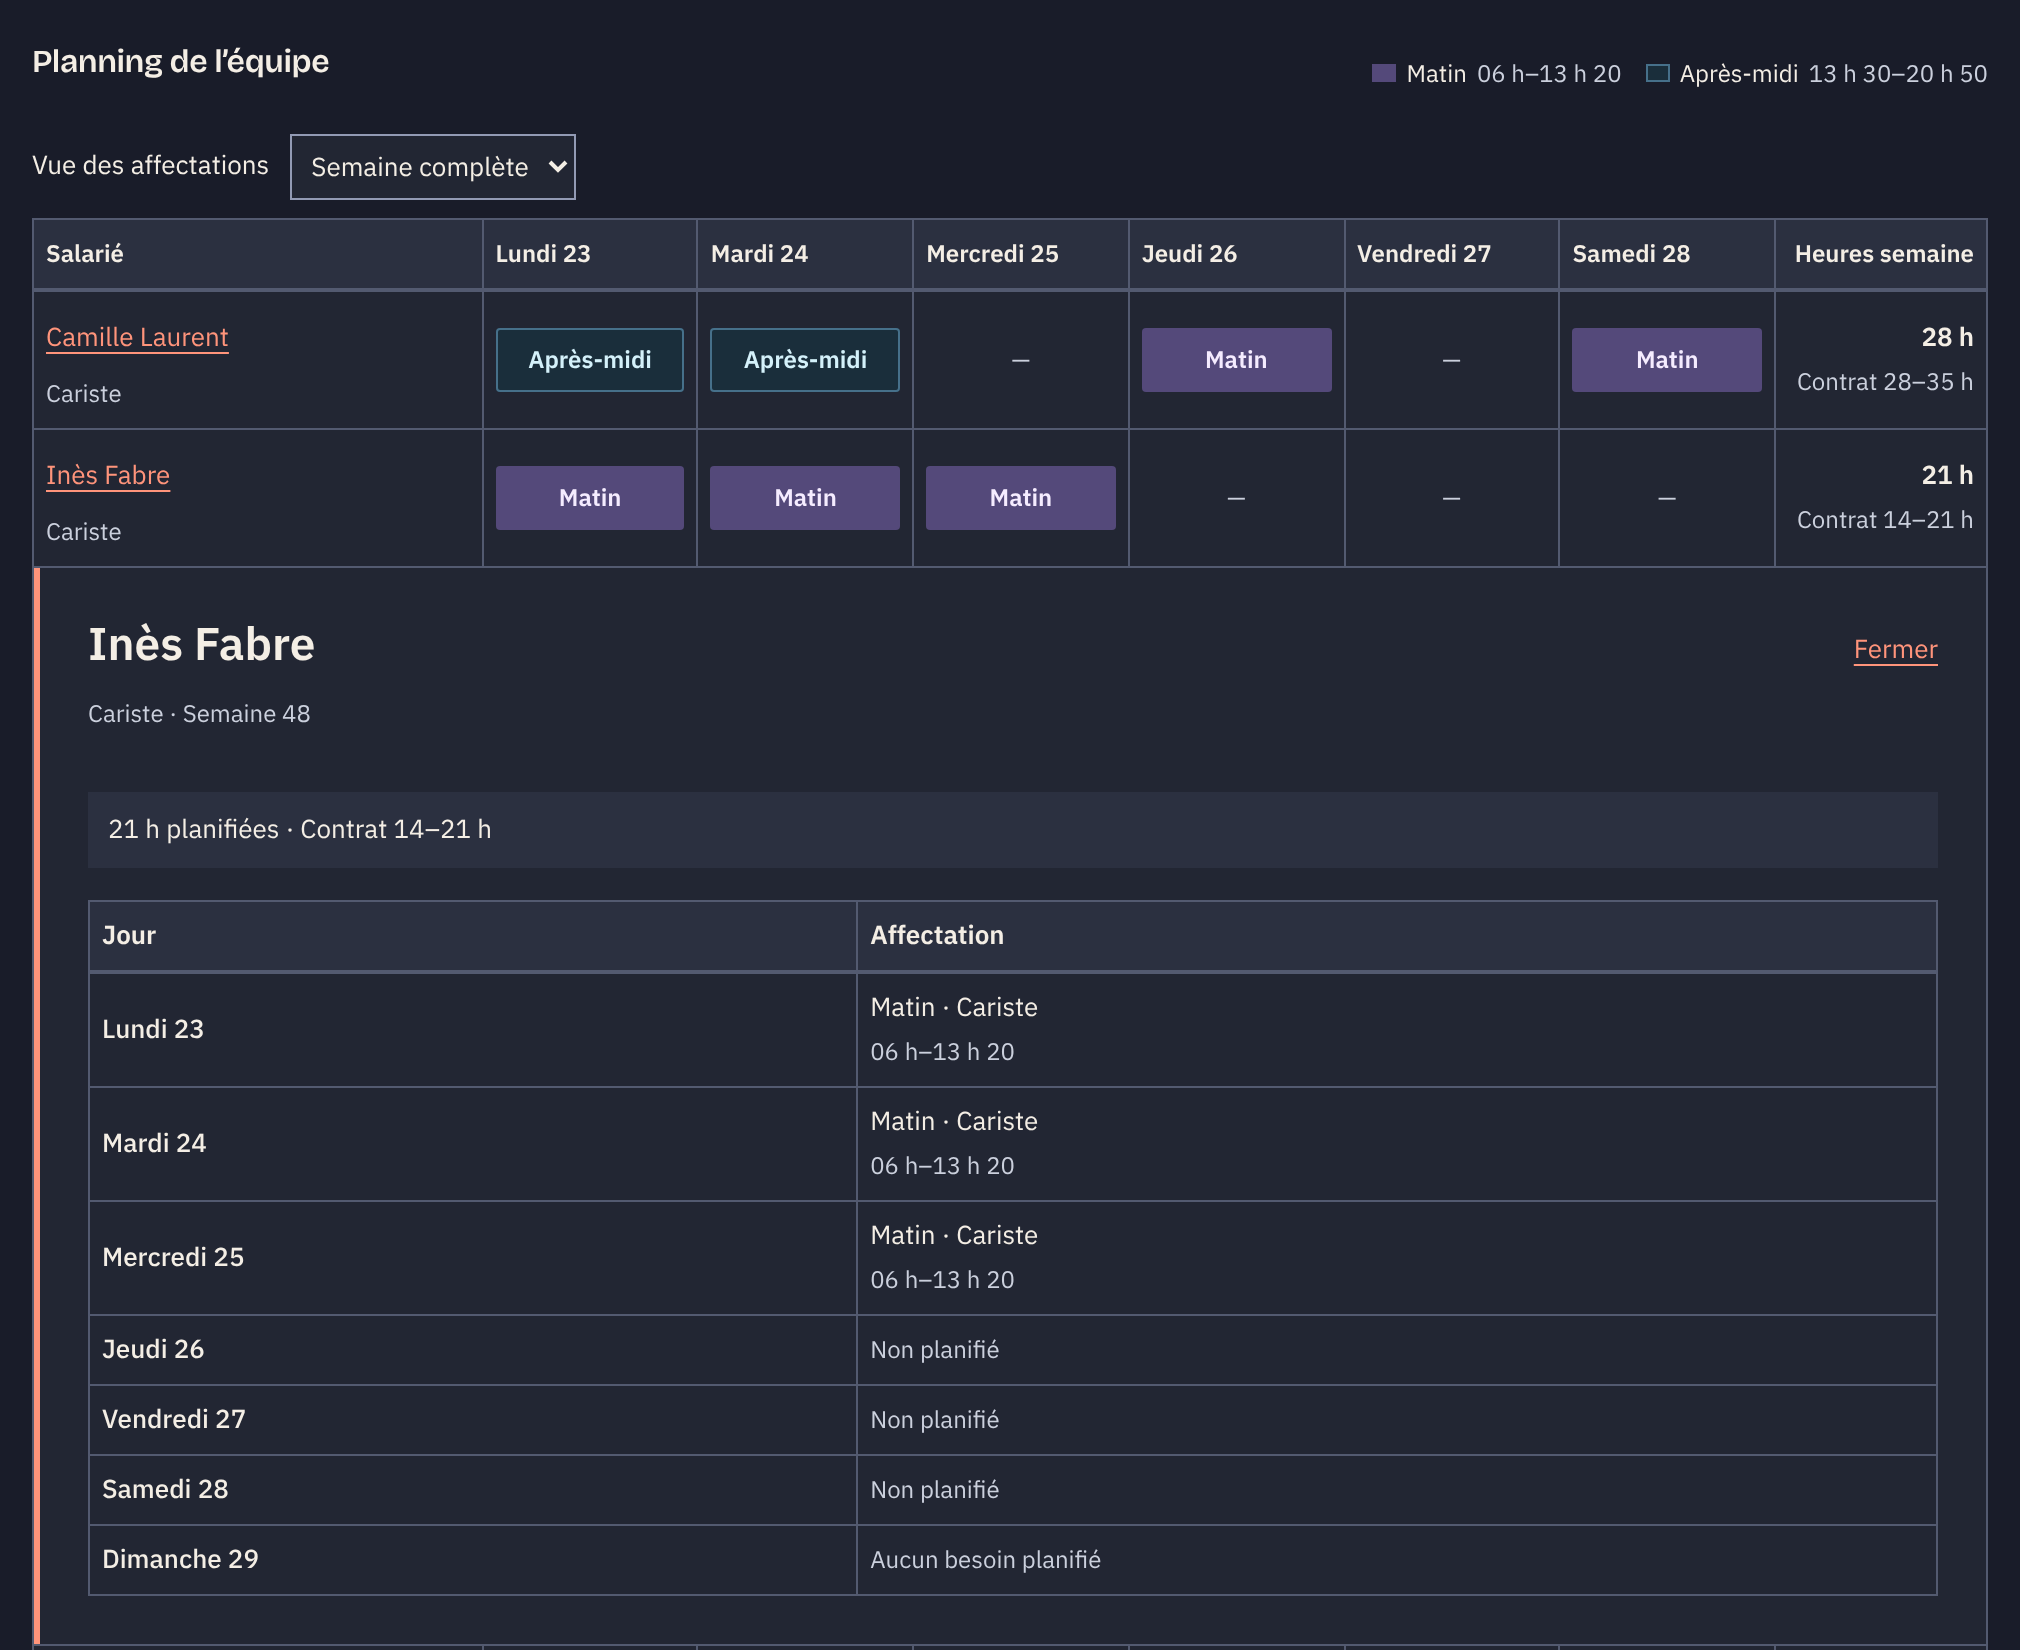 Planning de l’équipe
Matin 06 h–13 h 20 Après-midi 13 h 30–20 h 50
Vue des affectations Semaine complète
Salarié Lundi 23 Mardi 24 Mercredi 25 Jeudi 26 Vendredi 27 Samedi 28 Heures semaine
Camille Laurent Après-midi Après-midi — Matin — Matin 28 h
Cariste Contrat 28–35 h
Inès Fabre Matin Matin Matin — — — 21 h
Cariste Contrat 14–21 h
Inès Fabre Fermer
Cariste · Semaine 48
21 h planifiées · Contrat 14–21 h
Jour Affectation
Lundi 23 Matin · Cariste
06 h–13 h 20
Mardi 24 Matin · Cariste
06 h–13 h 20
Mercredi 25 Matin · Cariste
06 h–13 h 20
Jeudi 26 Non planifié
Vendredi 27 Non planifié
Samedi 28 Non planifié
Dimanche 29 Aucun besoin planifié